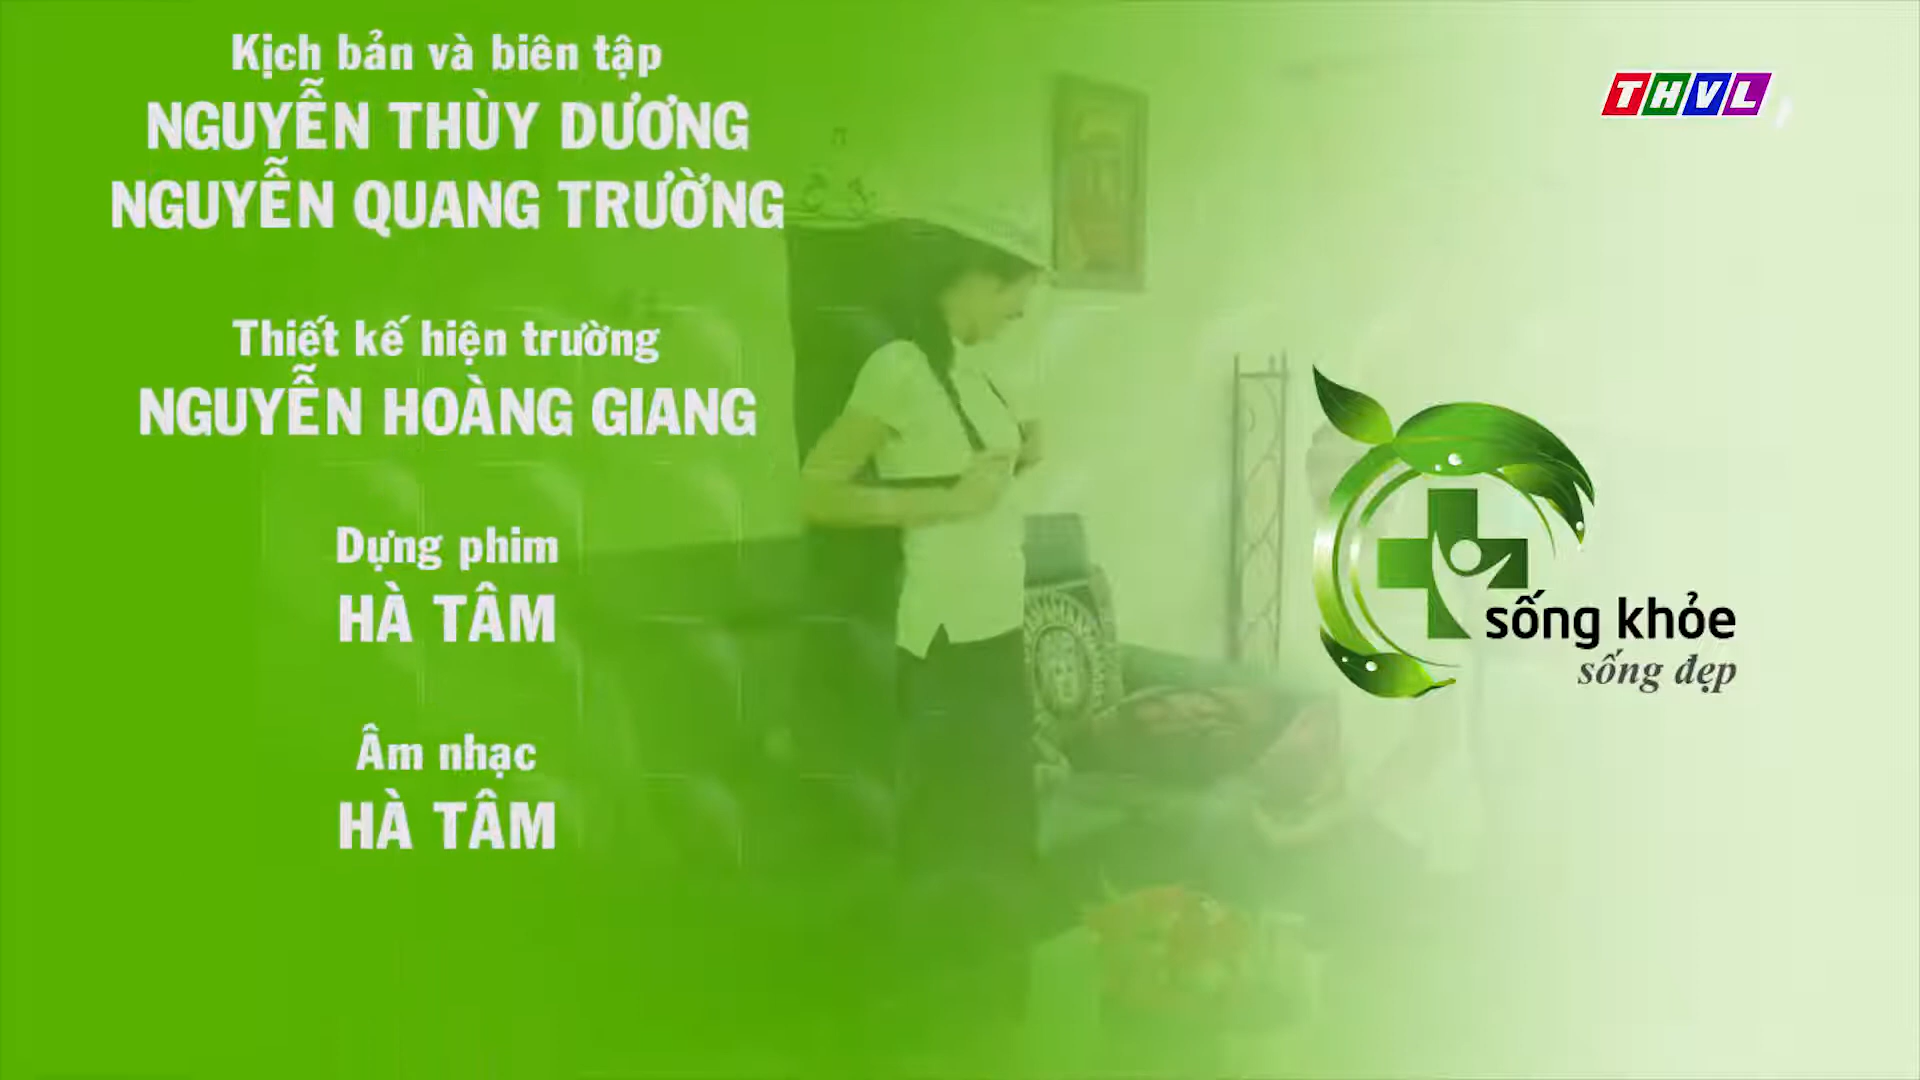 Kịch bản và biên tập
NGUYỄN THÙY DƯƠNG
NGUYỄN QUANG TRƯỜNG
Thiết kế hiện trường
NGUYỄN HOÀNG GIANG
Dựng phim
HÀ TÂM
Âm nhạc
HÀ TÂM
THVL
sống khỏe
sống đẹp